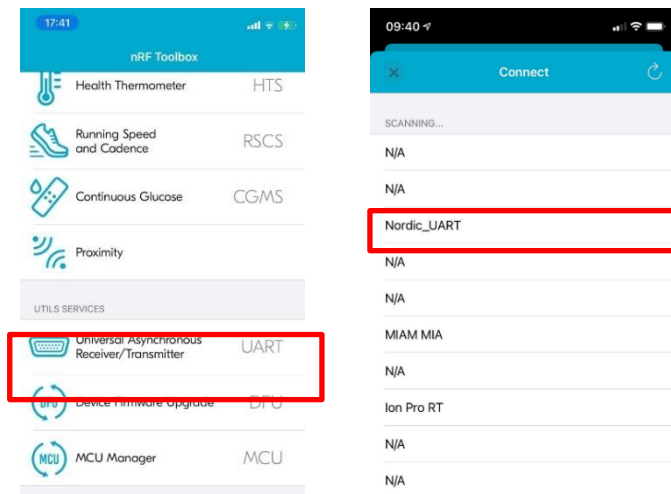 17:41
nRF Toolbox
Health Thermometer HTS
Running Speed
and Cadence RSCS
Continuous Glucose CGMS
Proximity
UTILS SERVICES
Universal Asynchronous
Receiver/Transmitter UART
DFU Device Firmware Upgrade DFU
MCU MCU Manager MCU
09:40
Connect
SCANNING...
N/A
N/A
Nordic_UART
N/A
N/A
MIAM MIA
N/A
Ion Pro RT
N/A
N/A